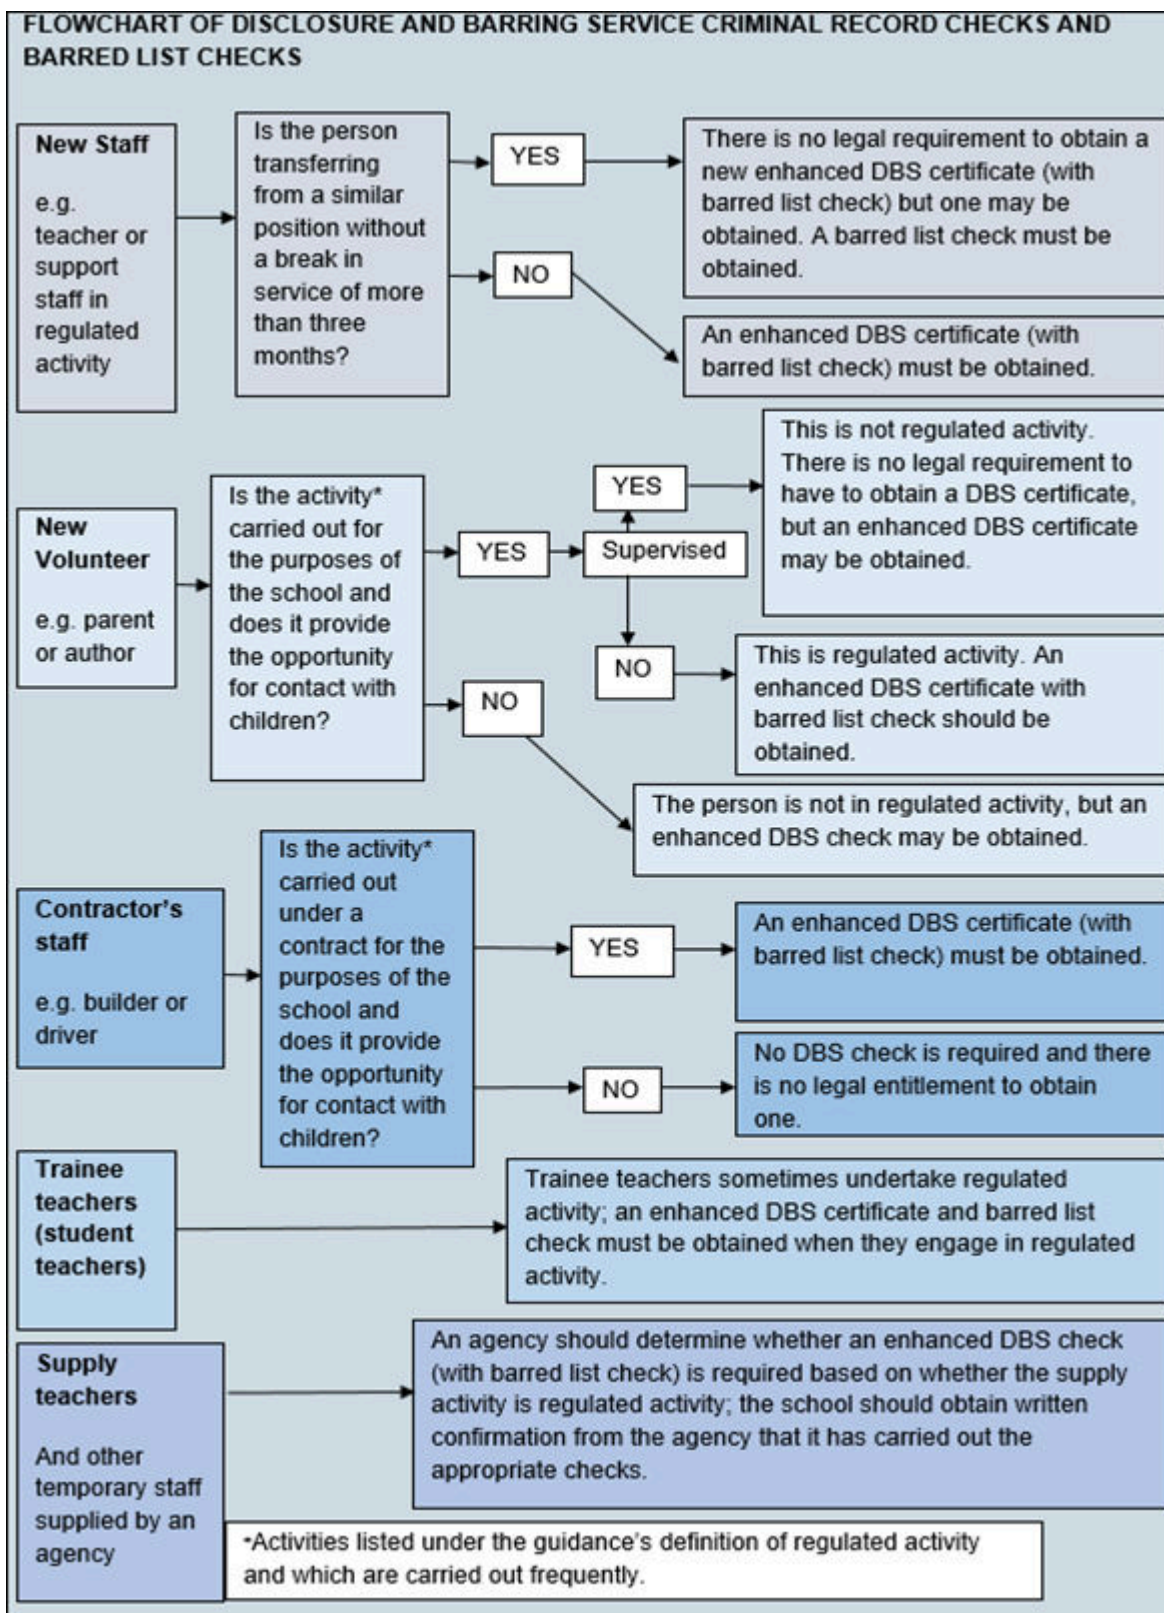 FLOWCHART OF DISCLOSURE AND BARRING SERVICE CRIMINAL RECORD CHECKS AND
BARRED LIST CHECKS
New Staff
e.g.
teacher or
support
staff in
regulated
activity
Is the person
transferring
from a similar
position without
a break in
service of more
than three
months?
YES
There is no legal requirement to obtain a
new enhanced DBS certificate (with
barred list check) but one may be
obtained. A barred list check must be
obtained.
NO
An enhanced DBS certificate (with
barred list check) must be obtained.
New
Volunteer
e.g. parent
or author
Is the activity*
carried out for
the purposes of
the school and
does it provide
the opportunity
for contact with
children?
YES
Supervised
YES
This is not regulated activity.
There is no legal requirement to
have to obtain a DBS certificate,
but an enhanced DBS certificate
may be obtained.
NO
This is regulated activity. An
enhanced DBS certificate with
barred list check should be
obtained.
NO
The person is not in regulated activity, but an
enhanced DBS check may be obtained.
Contractor's
staff
e.g. builder or
driver
Is the activity*
carried out
under a
contract for the
purposes of the
school and
does it provide
the opportunity
for contact with
children?
YES
An enhanced DBS certificate (with
barred list check) must be obtained.
NO
No DBS check is required and there
is no legal entitlement to obtain
one.
Trainee
teachers
(student
teachers)
Trainee teachers sometimes undertake regulated
activity; an enhanced DBS certificate and barred list
check must be obtained when they engage in regulated
activity.
Supply
teachers
And other
temporary staff
supplied by an
agency
An agency should determine whether an enhanced DBS check
(with barred list check) is required based on whether the supply
activity is regulated activity; the school should obtain written
confirmation from the agency that it has carried out the
appropriate checks.
*Activities listed under the guidance's definition of regulated activity
and which are carried out frequently.